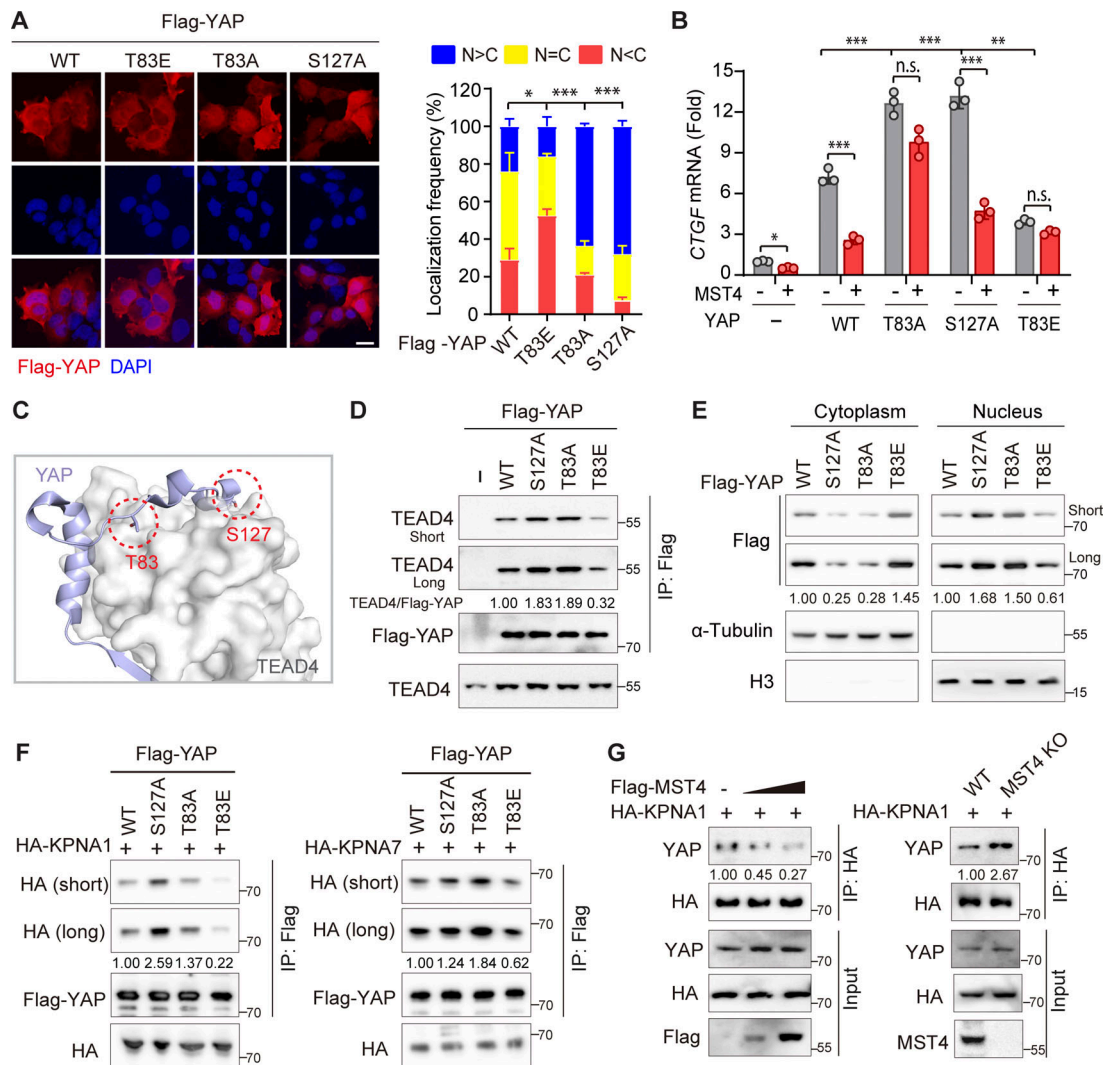 A
Flag-YAP
WT T83E T83A S127A
Flag-YAP DAPI
N>C N=C N<C
* *** ***
Localization frequency (%)
120
100
80
60
40
20
0
Flag -YAP
WT T83E T83A S127A
B
*** *** **
n.s. ***
***
n.s.
*
CTGF mRNA (Fold)
15
12
9
6
3
0
MST4 - + - + - + - + - +
YAP – WT T83A S127A T83E
C
YAP
T83
S127
TEAD4
D
Flag-YAP
– WT S127A T83A T83E
TEAD4
Short
55
TEAD4
Long
55
TEAD4/Flag-YAP 1.00 1.83 1.89 0.32
Flag-YAP
70
IP: Flag
TEAD4
55
E
Cytoplasm Nucleus
Flag-YAP WT S127A T83A T83E WT S127A T83A T83E
Flag
Short
70
Long
70
1.00 0.25 0.28 1.45 1.00 1.68 1.50 0.61
α-Tubulin
55
H3
15
F
Flag-YAP
WT S127A T83A T83E
HA-KPNA1 + + + +
HA (short)
70
HA (long)
70
1.00 2.59 1.37 0.22
Flag-YAP
70
IP: Flag
HA
70
Flag-YAP
WT S127A T83A T83E
HA-KPNA7 + + + +
HA (short)
70
HA (long)
70
1.00 1.24 1.84 0.62
Flag-YAP
70
IP: Flag
HA
70
G
Flag-MST4 -
HA-KPNA1 + + +
YAP
70
1.00 0.45 0.27
HA
70
IP: HA
YAP
70
HA
70
Flag
55
Input
WT MST4 KO
HA-KPNA1 + +
YAP
70
1.00 2.67
HA
70
IP: HA
YAP
70
HA
70
MST4
55
Input